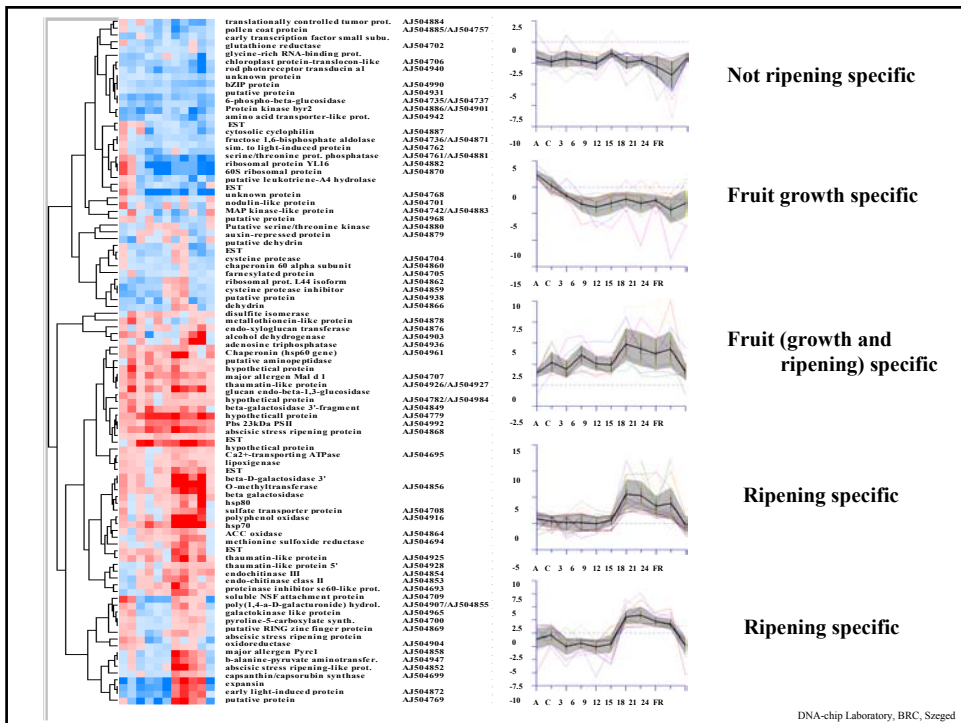 translationally controlled tumor prot. AJ504884
pollen coat protein AJ504885/AJ504757
early transcription factor small subu.
glutathione reductase AJ504702
glycine-rich RNA-binding prot.
chloroplast protein-translocon-like AJ504706
rod photoreceptor transducin a1 AJ504940
unknown protein
bZIP protein AJ504990
putative protein AJ504931
6-phospho-beta-glucosidase AJ504735/AJ504737
Protein kinase byr2 AJ504886/AJ504901
amino acid transporter-like prot. AJ504942
EST
cytosolic cyclophilin AJ504887
fructose 1,6-bisphosphate aldolase AJ504736/AJ504871
sim. to light-induced protein AJ504762
serine/threonine prot. phosphatase AJ504761/AJ504881
ribosomal protein YL16 AJ504882
60S ribosomal protein AJ504870
putative leukotriene-A4 hydrolase
EST
unknown protein AJ504768
nodulin-like protein AJ504701
MAP kinase-like protein AJ504742/AJ504883
putative protein AJ504968
Putative serine/threonine kinase AJ504880
auxin-repressed protein AJ504879
putative dehydrin
EST
cysteine protease AJ504704
chaperonin 60 alpha subunit AJ504860
farnesylated protein AJ504705
ribosomal prot. L44 isoform AJ504862
cysteine protease inhibitor AJ504859
putative protein AJ504938
dehydrin AJ504866
disulfite isomerase
metallothioncin-like protein AJ504878
endo-xyloglucan transferase AJ504876
alcohol dehydrogenase AJ504903
adenosine triphosphatase AJ504936
Chaperonin (hsp60 gene) AJ504961
putative aminopeptidase
hypothetical protein
major allergen Mal d 1 AJ504707
thaumatin-like protein AJ504926/AJ504927
glucan endo-beta-1,3-glucosidase
hypothetical protein AJ504782/AJ504984
beta-galactosidase 3'-fragment AJ504849
hypotheticall protein AJ504779
Pbs 23kDa PSII AJ504992
abscisic stress ripening protein AJ504868
EST
hypothetical protein
Ca2+-transporting ATPase AJ504695
lipoxigenase
EST
beta-D-galactosidase 3'
O-methyltransferase AJ504856
beta galactosidase
hsp80
sulfate transporter protein AJ504708
polyphenol oxidase AJ504916
hsp70
ACC oxidase AJ504864
methionine sulfoxide reductase AJ504694
EST
thaumatin-like protein AJ504925
thaumatin-like protein 5' AJ504928
endochitinase III AJ504854
endo-chitinase class II AJ504853
proteinase inhibitor se60-like prot. AJ504693
soluble NSF attachment protein AJ504709
poly(1,4-a-D-galacturonide) hydrol. AJ504907/AJ504855
galactokinase like protein AJ504965
pyroline-5-carboxylate synth. AJ504700
putative RING zinc finger protein AJ504869
abscisic stress ripening protein
oxidoreductase AJ504904
major allergen Pyrc1 AJ504858
b-alanine-pyruvate aminotransfer. AJ504947
abscisic stress ripening-like prot. AJ504852
capsanthin/capsorubin synthase AJ504699
expansin
early light-induced protein AJ504872
putative protein AJ504769
2.5
0
-2.5
-5
-7.5
-10
A C 3 6 9 12 15 18 21 24 FR
Not ripening specific
5
0
-5
-10
-15
A C 3 6 9 12 15 18 21 24 FR
Fruit growth specific
10
5
2.5
0
-2.5
A C 3 6 9 12 15 18 21 24 FR
Fruit (growth and
ripening) specific
15
10
5
0
-5
A C 3 6 9 12 15 18 21 24 FR
Ripening specific
10
7.5
5
2.5
0
-2.5
-5
-7.5
A C 3 6 9 12 15 18 21 24 FR
Ripening specific
DNA-chip Laboratory, BRC, Szeged